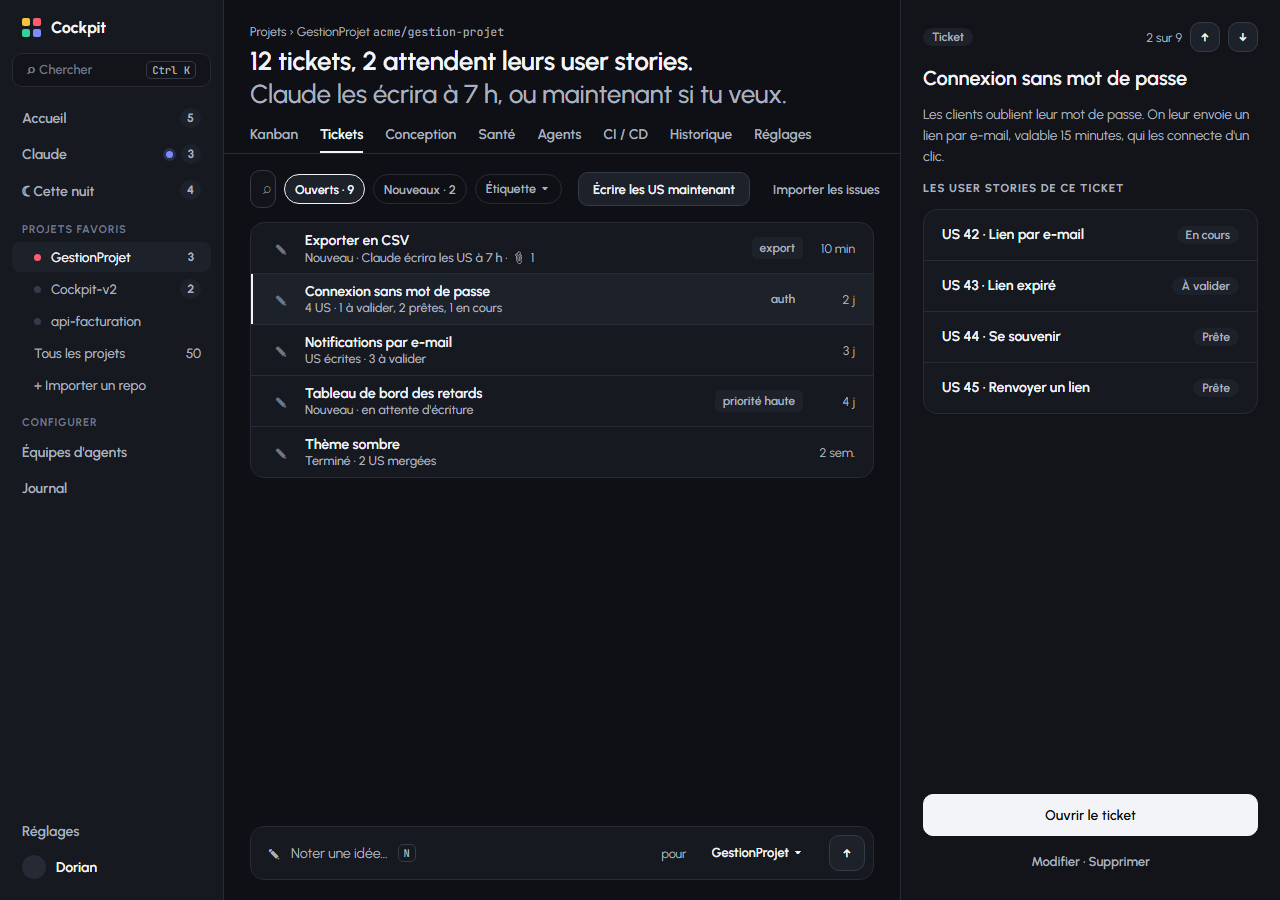 Cockpit
Chercher
Ctrl K
Accueil 5
Claude 3
Cette nuit 4
PROJETS FAVORIS
GestionProjet 3
Cockpit-v2 2
api-facturation
Tous les projets 50
+ Importer un repo
CONFIGURER
Équipes d'agents
Journal
Réglages
Dorian
Projets › GestionProjet acme/gestion-projet
12 tickets, 2 attendent leurs user stories.
Claude les écrira à 7 h, ou maintenant si tu veux.
Kanban Tickets Conception Santé Agents CI / CD Historique Réglages
Ouverts · 9 Nouveaux · 2 Étiquette Écrire les US maintenant Importer les issues
Exporter en CSV
Nouveau · Claude écrira les US à 7 h · 1
export 10 min
Connexion sans mot de passe
4 US · 1 à valider, 2 prêtes, 1 en cours
auth 2 j
Notifications par e-mail
US écrites · 3 à valider
3 j
Tableau de bord des retards
Nouveau · en attente d'écriture
priorité haute 4 j
Thème sombre
Terminé · 2 US mergées
2 sem.
Noter une idée... N pour GestionProjet ↑
Ticket 2 sur 9 ↑ ↓
Connexion sans mot de passe
Les clients oublient leur mot de passe. On leur envoie un
lien par e-mail, valable 15 minutes, qui les connecte d'un
clic.
LES USER STORIES DE CE TICKET
US 42 · Lien par e-mail En cours
US 43 · Lien expiré À valider
US 44 · Se souvenir Prête
US 45 · Renvoyer un lien Prête
Ouvrir le ticket
Modifier · Supprimer